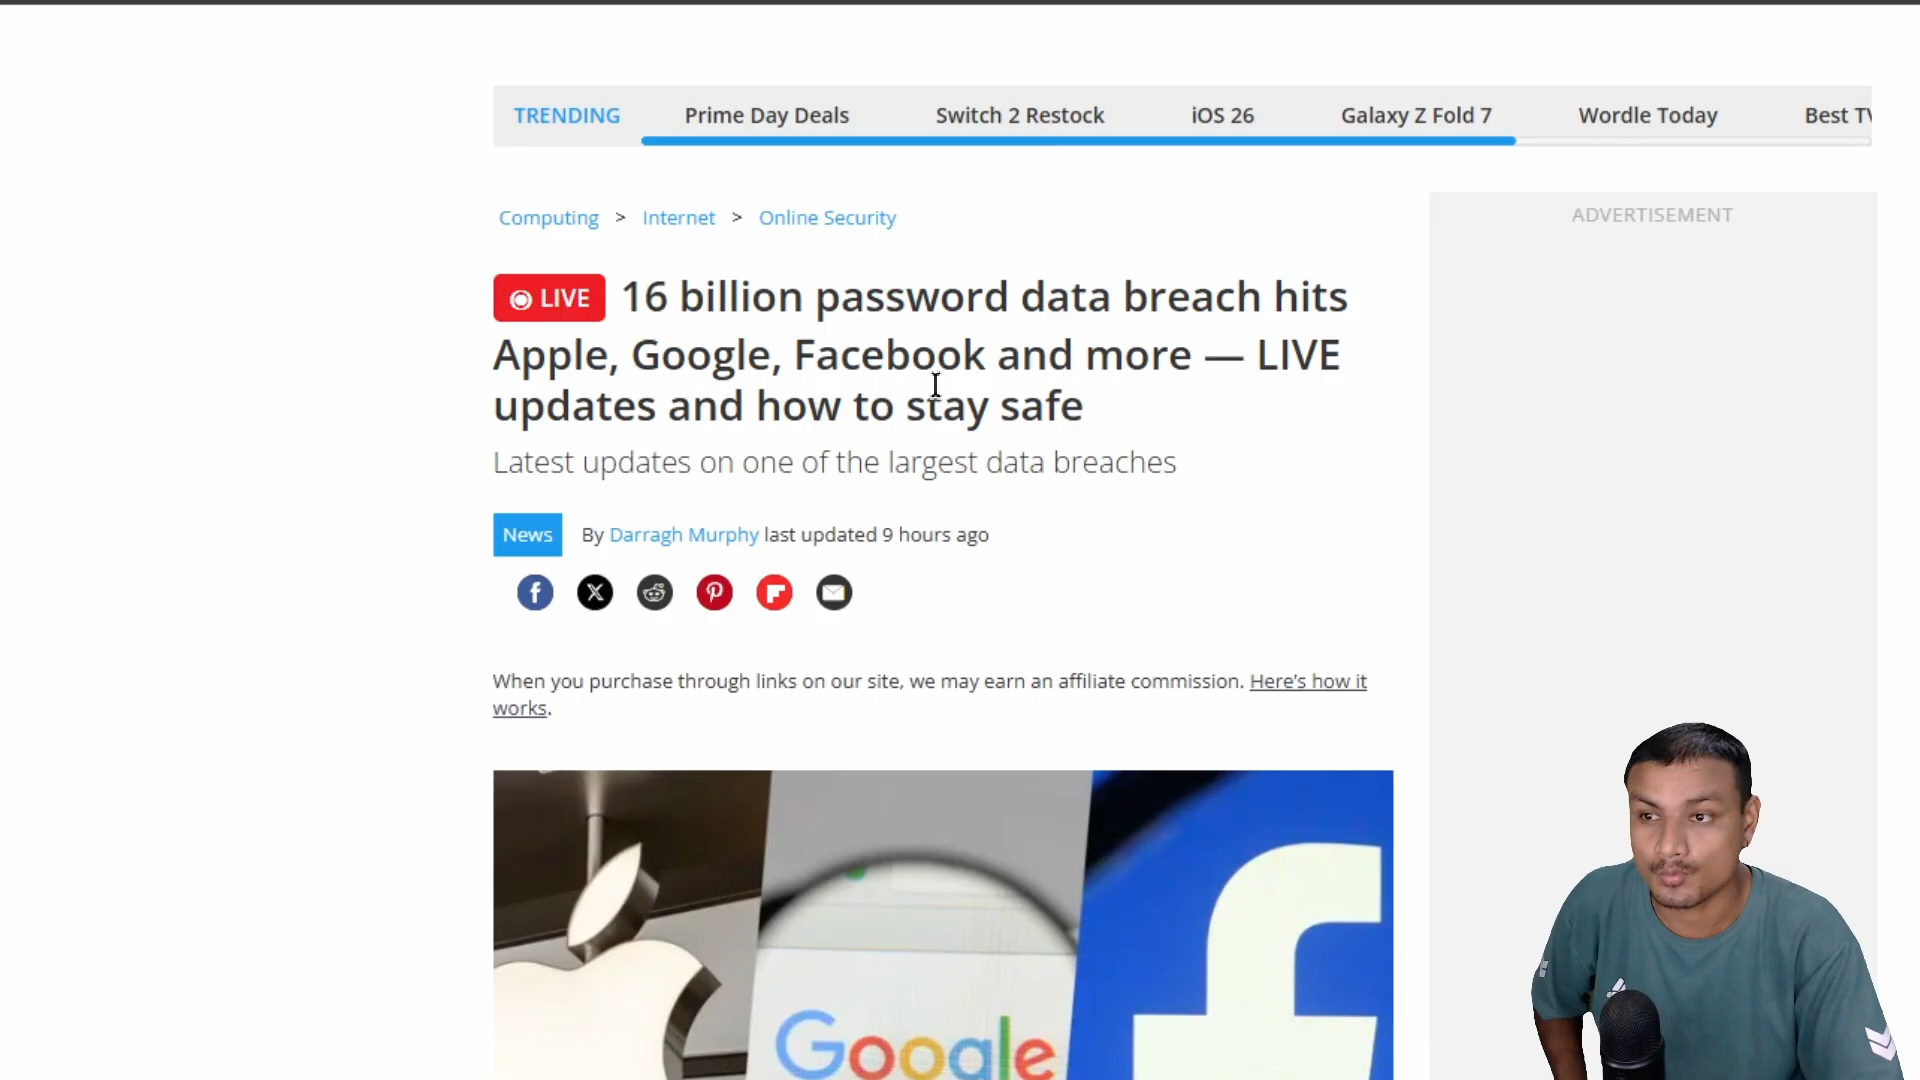 TRENDING Prime Day Deals Switch 2 Restock iOS 26 Galaxy Z Fold 7 Wordle Today Best TV
Computing > Internet > Online Security
LIVE 16 billion password data breach hits
Apple, Google, Facebook and more — LIVE
updates and how to stay safe
Latest updates on one of the largest data breaches
News By Darragh Murphy last updated 9 hours ago
When you purchase through links on our site, we may earn an affiliate commission. Here's how it
works.
ADVERTISEMENT
Google